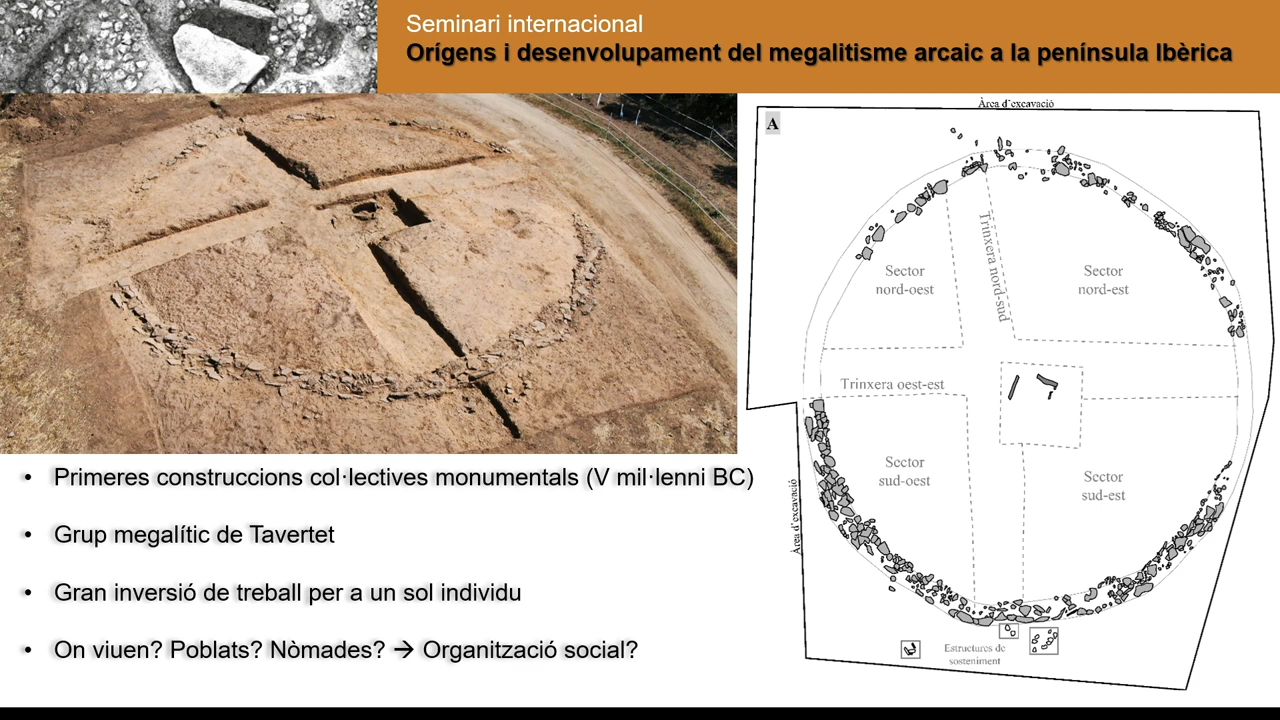 Seminari internacional
Orígens i desenvolupament del megalitisme arcaic a la península Ibèrica
Àrea d'excavació
A
Trinxera nord-sud
Sector
nord-oest
Sector
nord-est
Trinxera oest-est
Sector
sud-oest
Sector
sud-est
Àrea d'excavació
Estructures de
sosteniment
• Primeres construccions col·lectives monumentals (V mil·lenni BC)
• Grup megalític de Tavertet
• Gran inversió de treball per a un sol individu
• On viuen? Poblats? Nòmades? → Organització social?